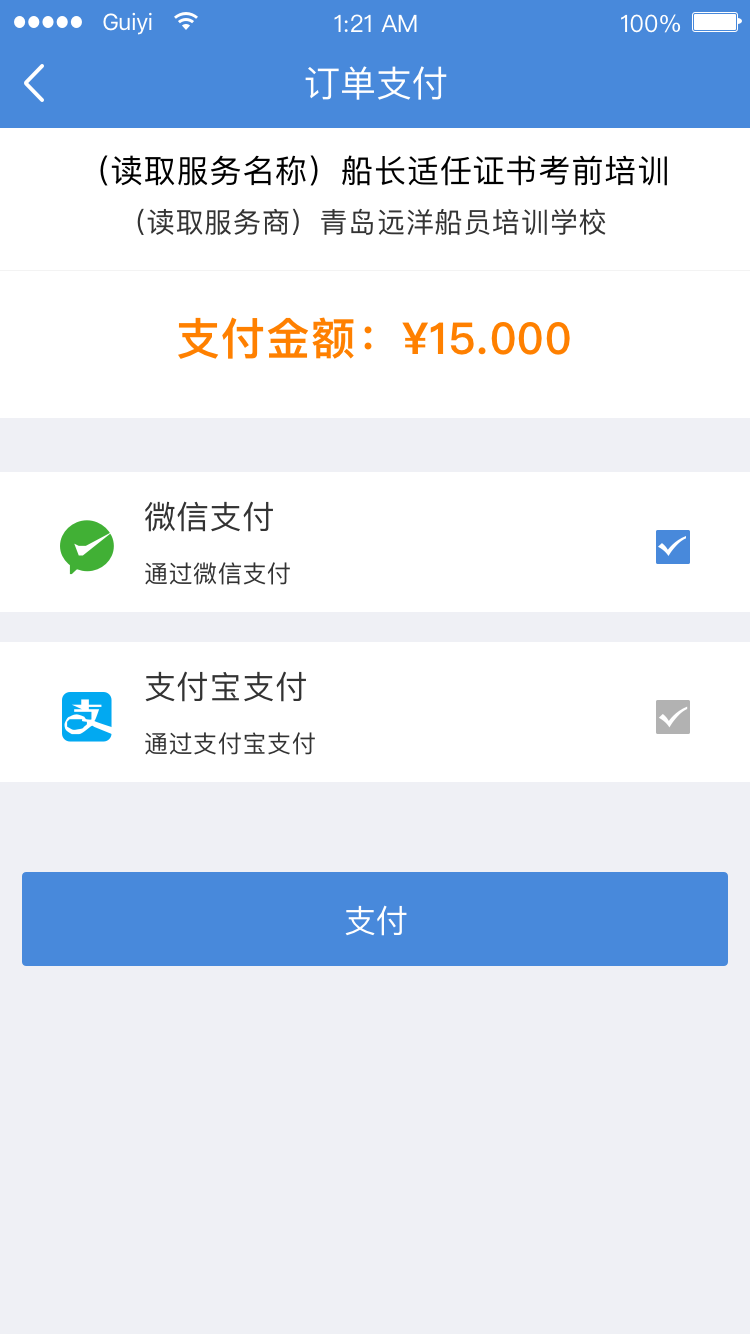 Guiyi 1:21 AM 100%
订单支付
（读取服务名称）船长适任证书考前培训
（读取服务商）青岛远洋船员培训学校
支付金额：¥15.000
微信支付
通过微信支付
支
支付宝支付
通过支付宝支付
支付